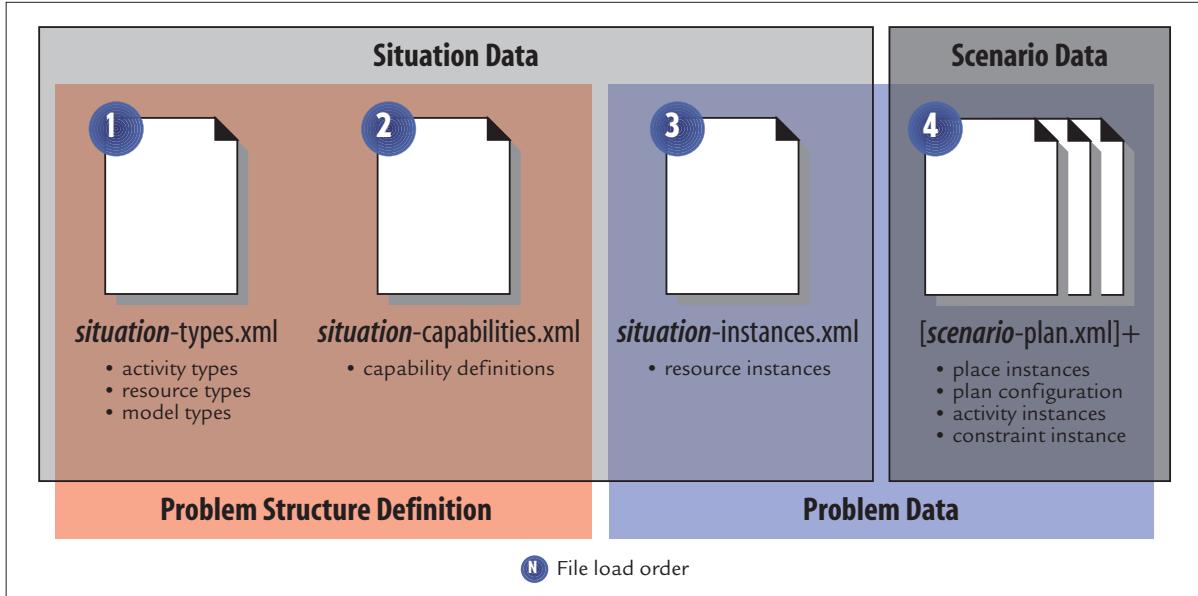 Situation Data
Scenario Data
1
2
3
4
situation-types.xml
• activity types
• resource types
• model types
situation-capabilities.xml
• capability definitions
situation-instances.xml
• resource instances
[scenario-plan.xml]+
• place instances
• plan configuration
• activity instances
• constraint instance
Problem Structure Definition
Problem Data
N File load order